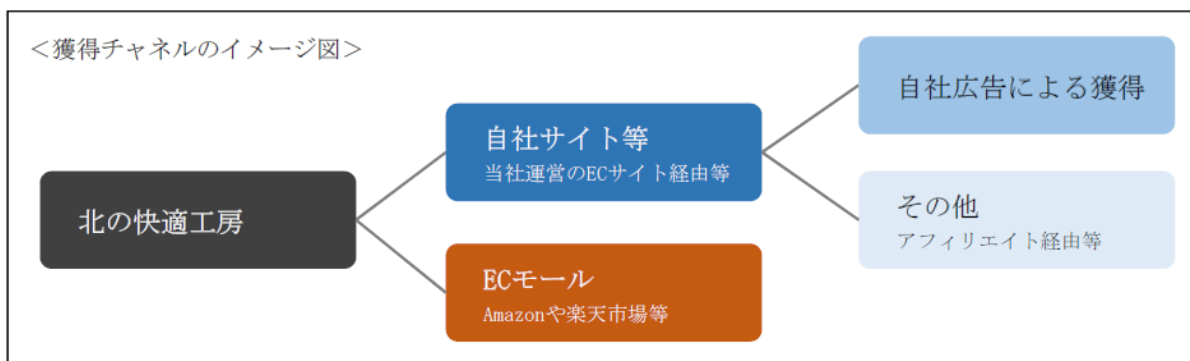 ＜獲得チャネルのイメージ図＞
北の快適工房
自社サイト等
当社運営のECサイト経由等
ECモール
Amazonや楽天市場等
自社広告による獲得
その他
アフィリエイト経由等